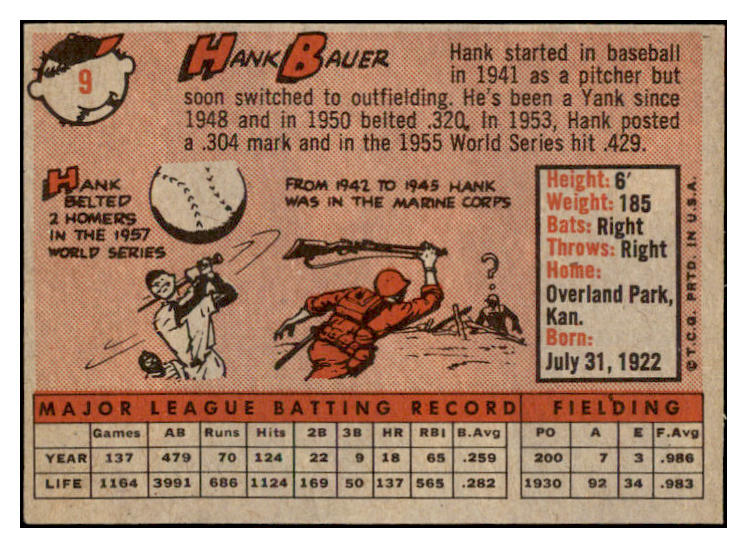 9
HANK BAUER
Hank started in baseball
in 1941 as a pitcher but
soon switched to outfielding. He's been a Yank since
1948 and in 1950 belted .320. In 1953, Hank posted
a .304 mark and in the 1955 World Series hit .429.
HANK
BELTED
2 HOMERS
IN THE 1957
WORLD SERIES
FROM 1942 TO 1945 HANK
WAS IN THE MARINE CORPS
?
Height: 6'
Weight: 185
Bats: Right
Throws: Right
Home:
Overland Park,
Kan.
Born:
July 31, 1922
©T.C.G. PRTD. IN U.S.A.
MAJOR LEAGUE BATTING RECORD FIELDING
Games AB Runs Hits 2B 3B HR RBI B.Avg PO A E F.Avg
YEAR 137 479 70 124 22 9 18 65 .259 200 7 3 .986
LIFE 1164 3991 686 1124 169 50 137 565 .282 1930 92 34 .983